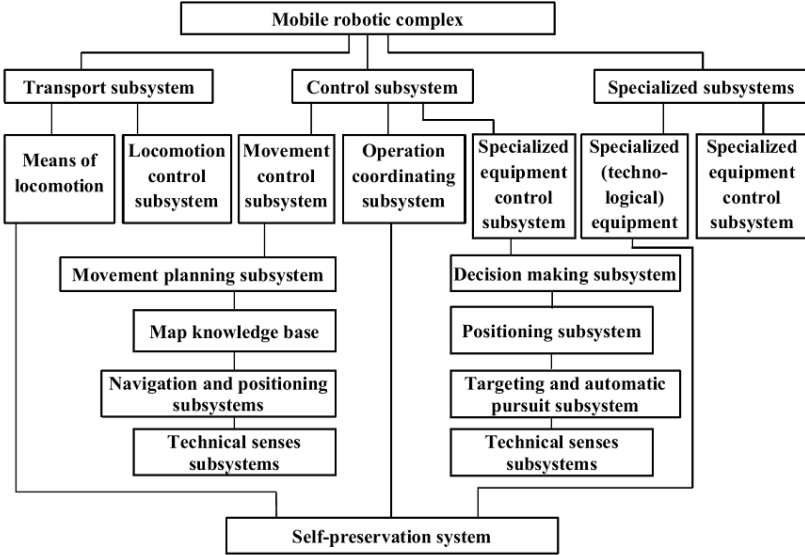 Mobile robotic complex
Transport subsystem
Control subsystem
Specialized subsystems
Means of
locomotion
Locomotion
control
subsystem
Movement
control
subsystem
Operation
coordinating
subsystem
Specialized
equipment
control
subsystem
Specialized
(techno-
logical)
equipment
Specialized
equipment
control
subsystem
Movement planning subsystem
Map knowledge base
Navigation and positioning
subsystems
Technical senses
subsystems
Decision making subsystem
Positioning subsystem
Targeting and automatic
pursuit subsystem
Technical senses
subsystems
Self-preservation system